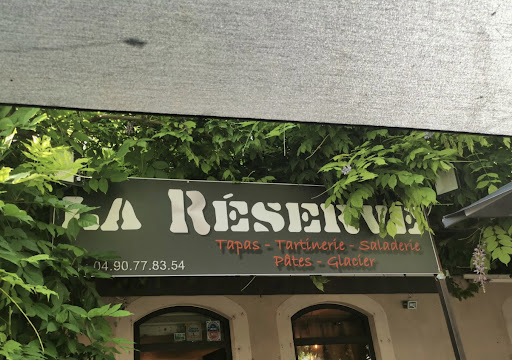 LA RÉSERVE
Tapas - Tartinerie - Saladerie
Pâtes - Glacier
04.90.77.83.54